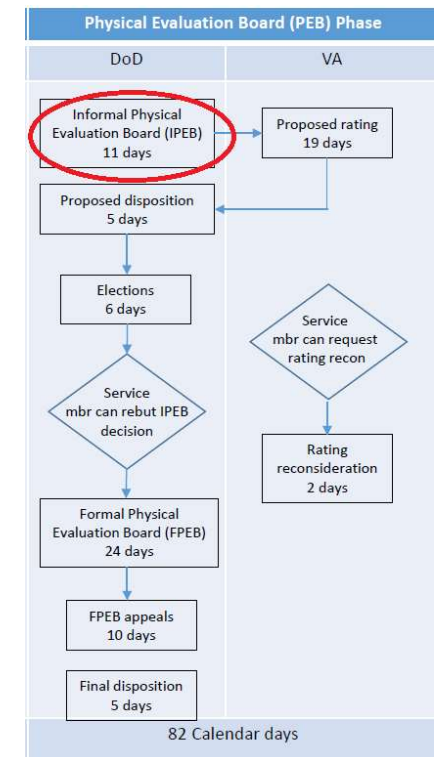 Physical Evaluation Board (PEB) Phase
DoD
VA
Informal Physical
Evaluation Board (IPEB)
11 days
Proposed rating
19 days
Proposed disposition
5 days
Elections
6 days
Service
mbr can request
rating recon
Service
mbr can rebut IPEB
decision
Rating
reconsideration
2 days
Formal Physical
Evaluation Board (FPEB)
24 days
FPEB appeals
10 days
Final disposition
5 days
82 Calendar days